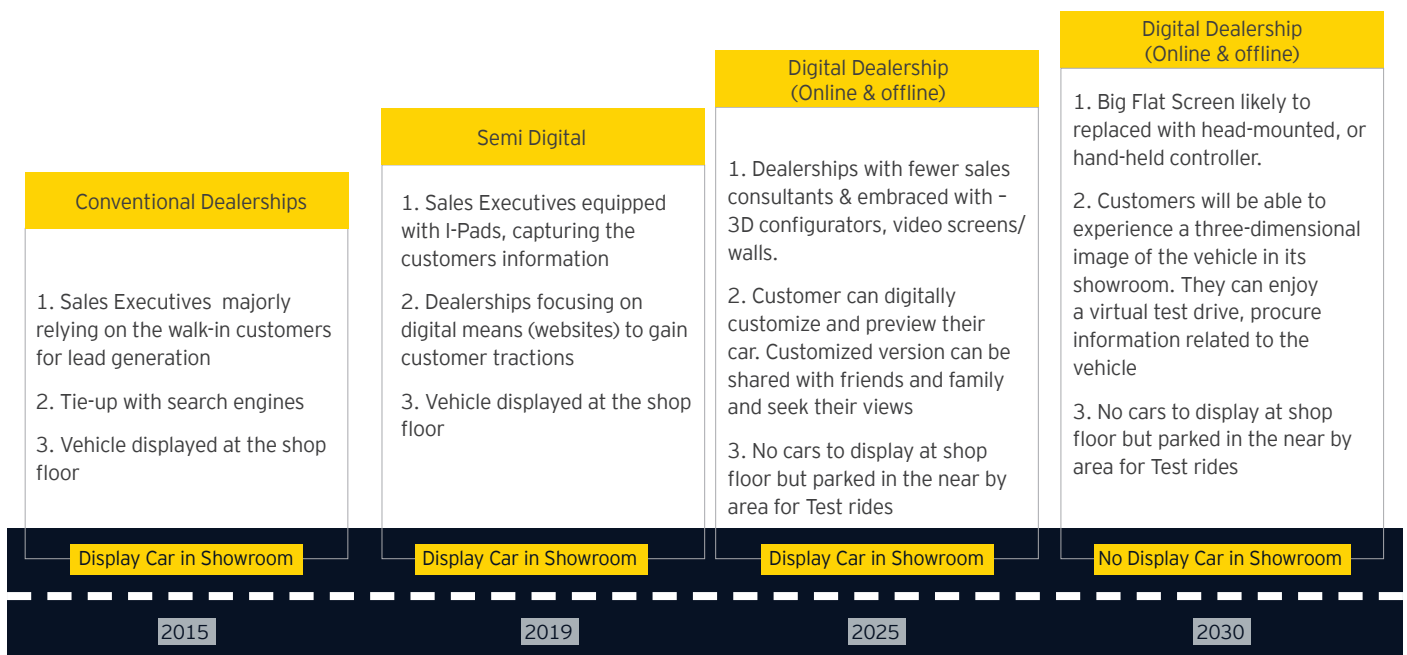 Conventional Dealerships
1. Sales Executives  majorly
relying on the walk-in customers
for lead generation
2. Tie-up with search engines
3. Vehicle displayed at the shop
floor
Display Car in Showroom
2015
Semi Digital
1. Sales Executives equipped
with I-Pads, capturing the
customers information
2. Dealerships focusing on
digital means (websites) to gain
customer tractions
3. Vehicle displayed at the shop
floor
Display Car in Showroom
2019
Digital Dealership
(Online & offline)
1. Dealerships with fewer sales
consultants & embraced with –
3D configurators, video screens/
walls.
2. Customer can digitally
customize and preview their
car. Customized version can be
shared with friends and family
and seek their views
3. No cars to display at shop
floor but parked in the near by
area for Test rides
Display Car in Showroom
2025
Digital Dealership
(Online & offline)
1. Big Flat Screen likely to
replaced with head-mounted, or
hand-held controller.
2. Customers will be able to
experience a three-dimensional
image of the vehicle in its
showroom. They can enjoy
a virtual test drive, procure
information related to the
vehicle
3. No cars to display at shop
floor but parked in the near by
area for Test rides
No Display Car in Showroom
2030